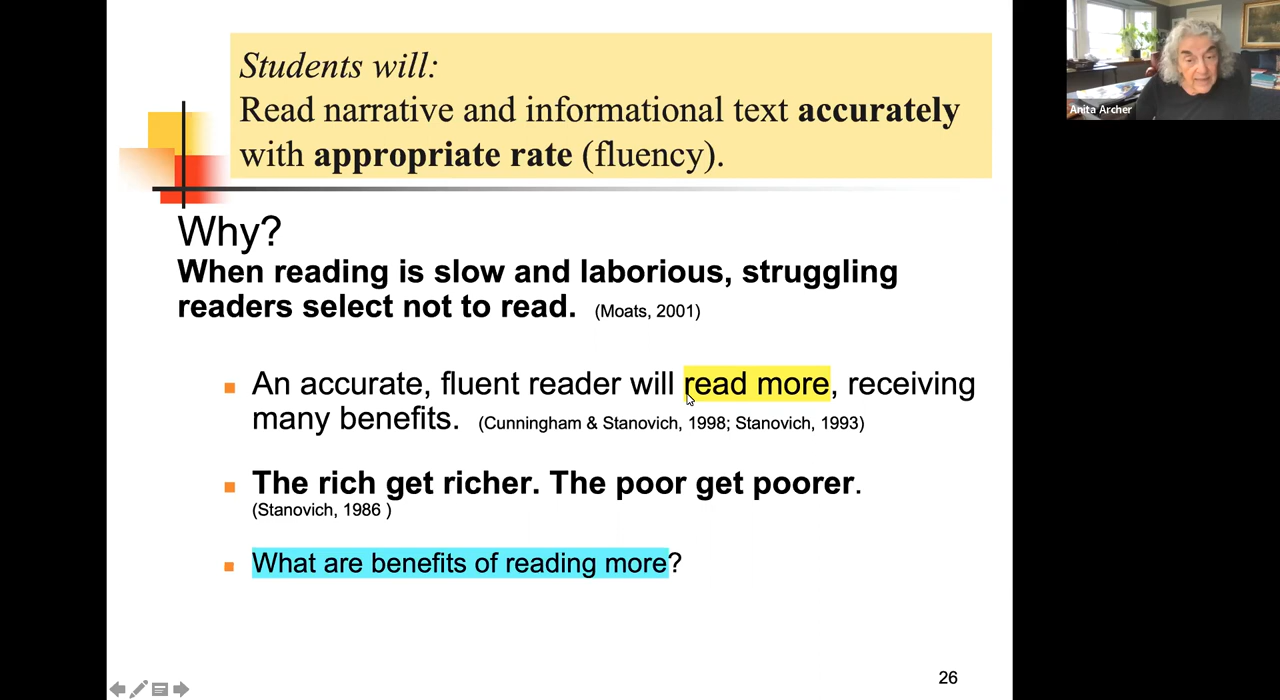 Students will:
Read narrative and informational text accurately
with appropriate rate (fluency).
Anita Archer
Why?
When reading is slow and laborious, struggling
readers select not to read. (Moats, 2001)
An accurate, fluent reader will read more, receiving
many benefits. (Cunningham & Stanovich, 1998; Stanovich, 1993)
The rich get richer. The poor get poorer.
(Stanovich, 1986 )
What are benefits of reading more?
26